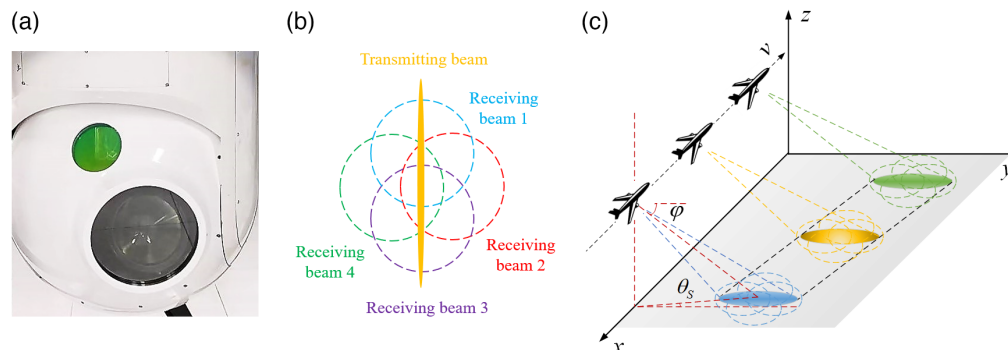 (a)
(b)
Transmitting beam
Receiving
beam 1
Receiving
beam 4
Receiving
beam 2
Receiving beam 3
(c)
z
v
y
φ
θs
x